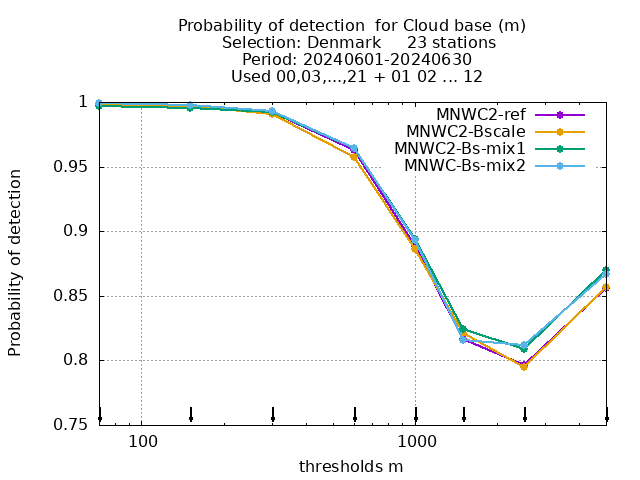 Probability of detection  for Cloud base (m)
Selection: Denmark     23 stations
Period: 20240601-20240630
Used 00,03,...,21 + 01 02 ... 12
MNWC2-ref
MNWC2-Bscale
MNWC2-Bs-mix1
MNWC-Bs-mix2
Probability of detection
1
0.95
0.9
0.85
0.8
0.75
100
1000
thresholds m